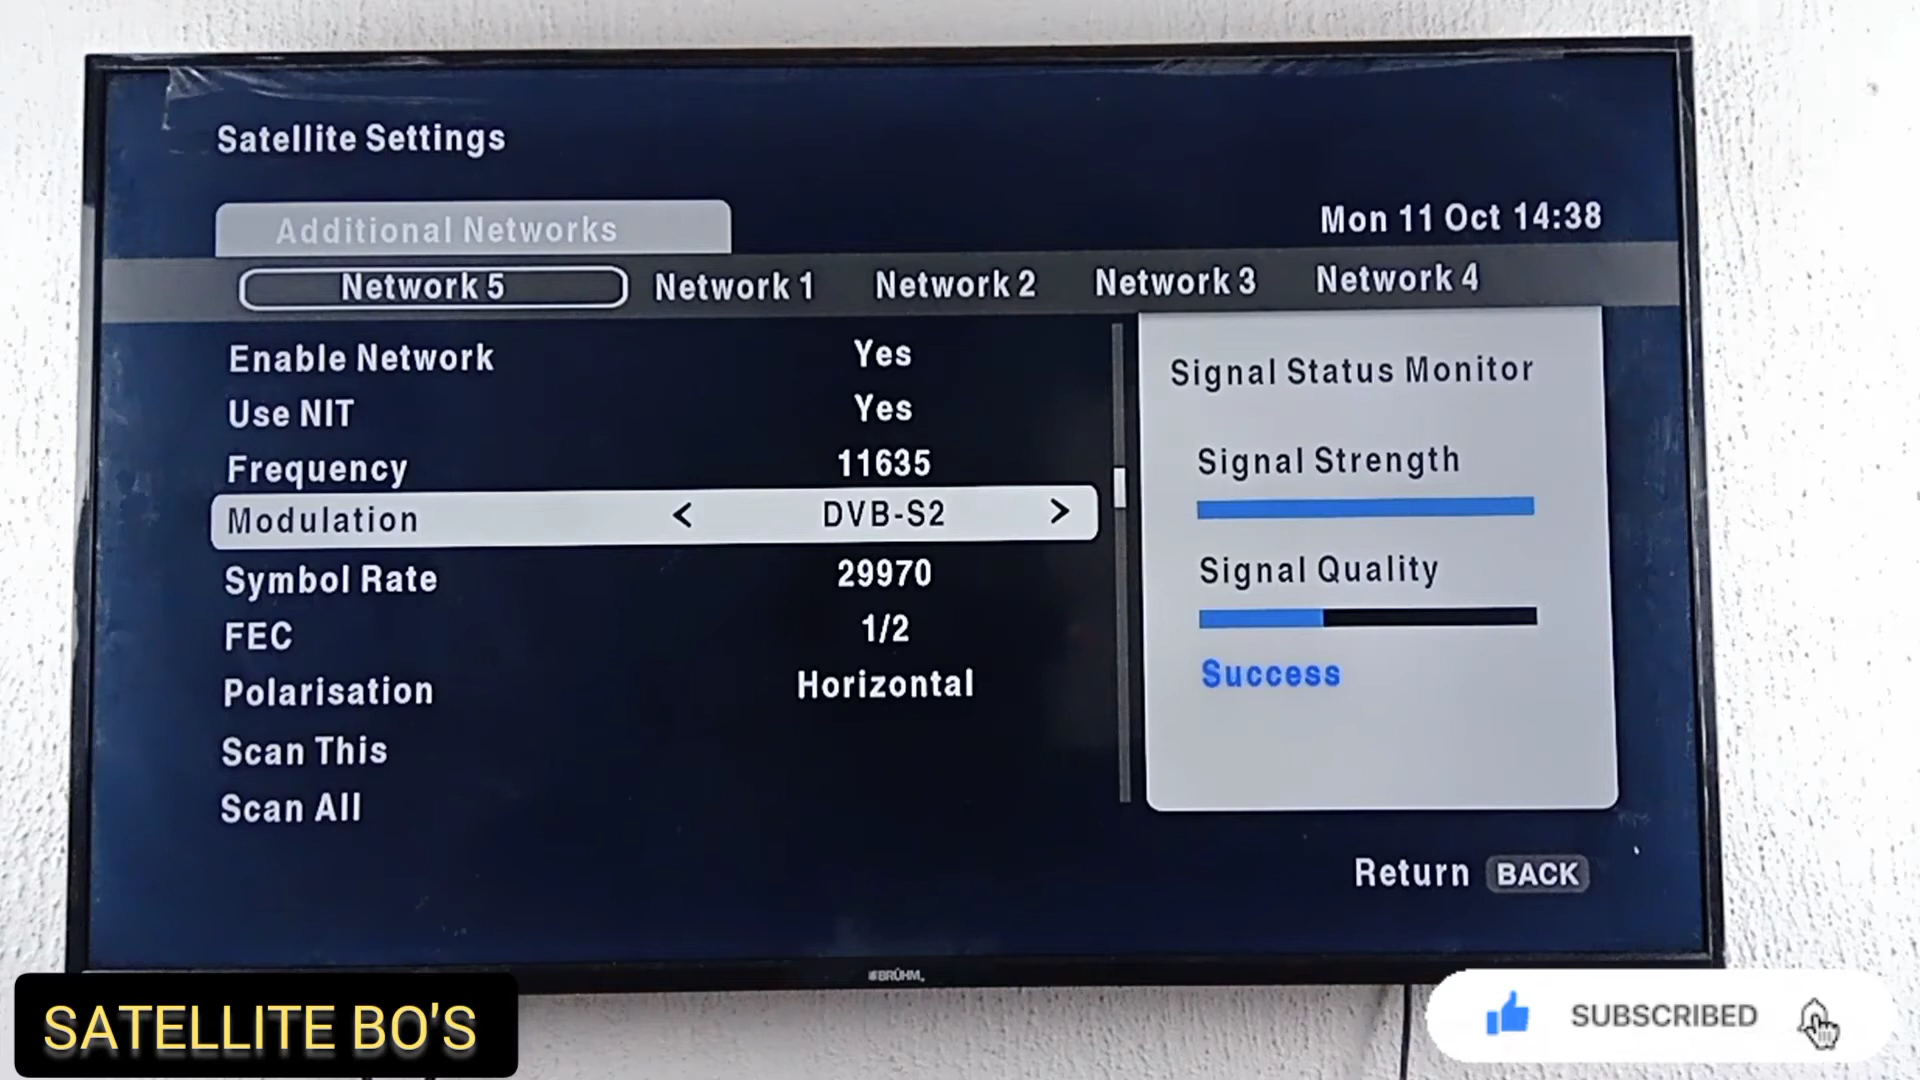 Satellite Settings
Additional Networks
Mon 11 Oct 14:38
Network 5 Network 1 Network 2 Network 3 Network 4
Enable Network Yes
Use NIT Yes
Frequency 11635
Modulation < DVB-S2 >
Symbol Rate 29970
FEC 1/2
Polarisation Horizontal
Scan This
Scan All
Signal Status Monitor
Signal Strength
Signal Quality
Success
Return BACK
BRÜHM
SATELLITE BO'S
SUBSCRIBED